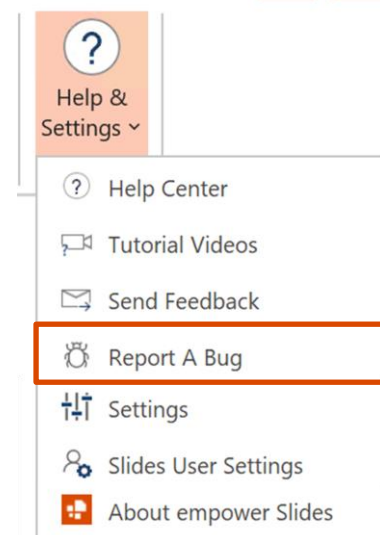 ?
Help &
Settings
? Help Center
? Tutorial Videos
Send Feedback
Report A Bug
Settings
Slides User Settings
About empower Slides